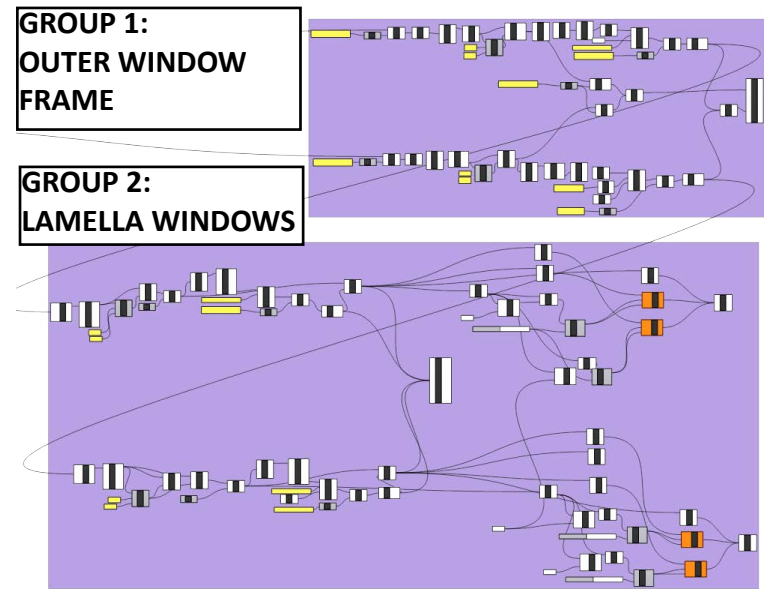 GROUP 1:
OUTER WINDOW
FRAME
GROUP 2:
LAMELLA WINDOWS